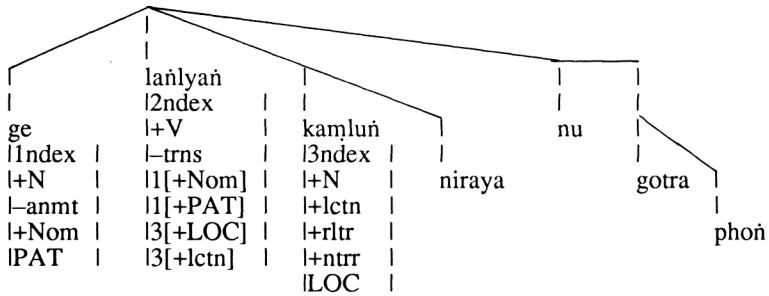 ge
1ndex
+N
–anmt
+Nom
PAT
laṅlyaṅ
2ndex
+V
–trns
1[+Nom]
1[+PAT]
3[+LOC]
3[+lctn]
kaṃluṅ
3ndex
+N
+lctn
+rltr
+ntrr
LOC
niraya
nu
gotra
phoṅ